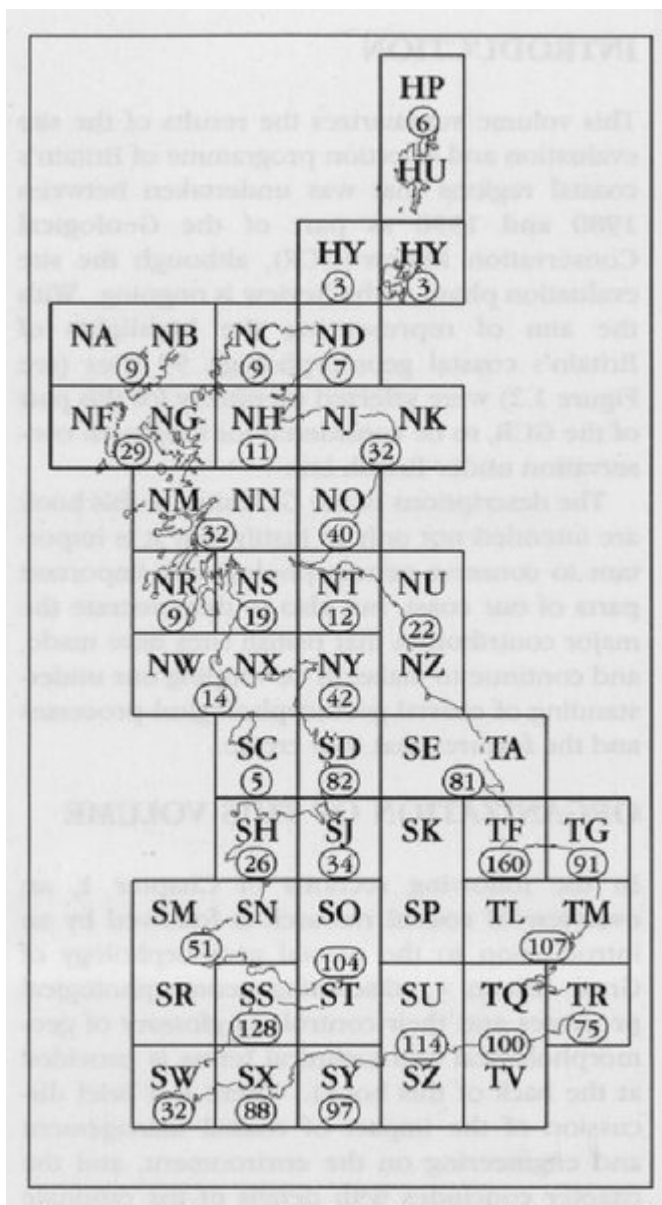 HP
6
HU
HY HY
3 3
NA NB NC ND
9 9 7
NF NG NH NJ NK
29 11 32
NM NN NO
32 40
NR NS NT NU
9 19 12 22
NW NX NY NZ
14 42
SC SD SE TA
5 82 81
SH SJ SK TF TG
26 34 160 91
SM SN SO SP TL TM
51 104 107
SR SS ST SU TQ TR
128 114 100 75
SW SX SY SZ TV
32 88 97